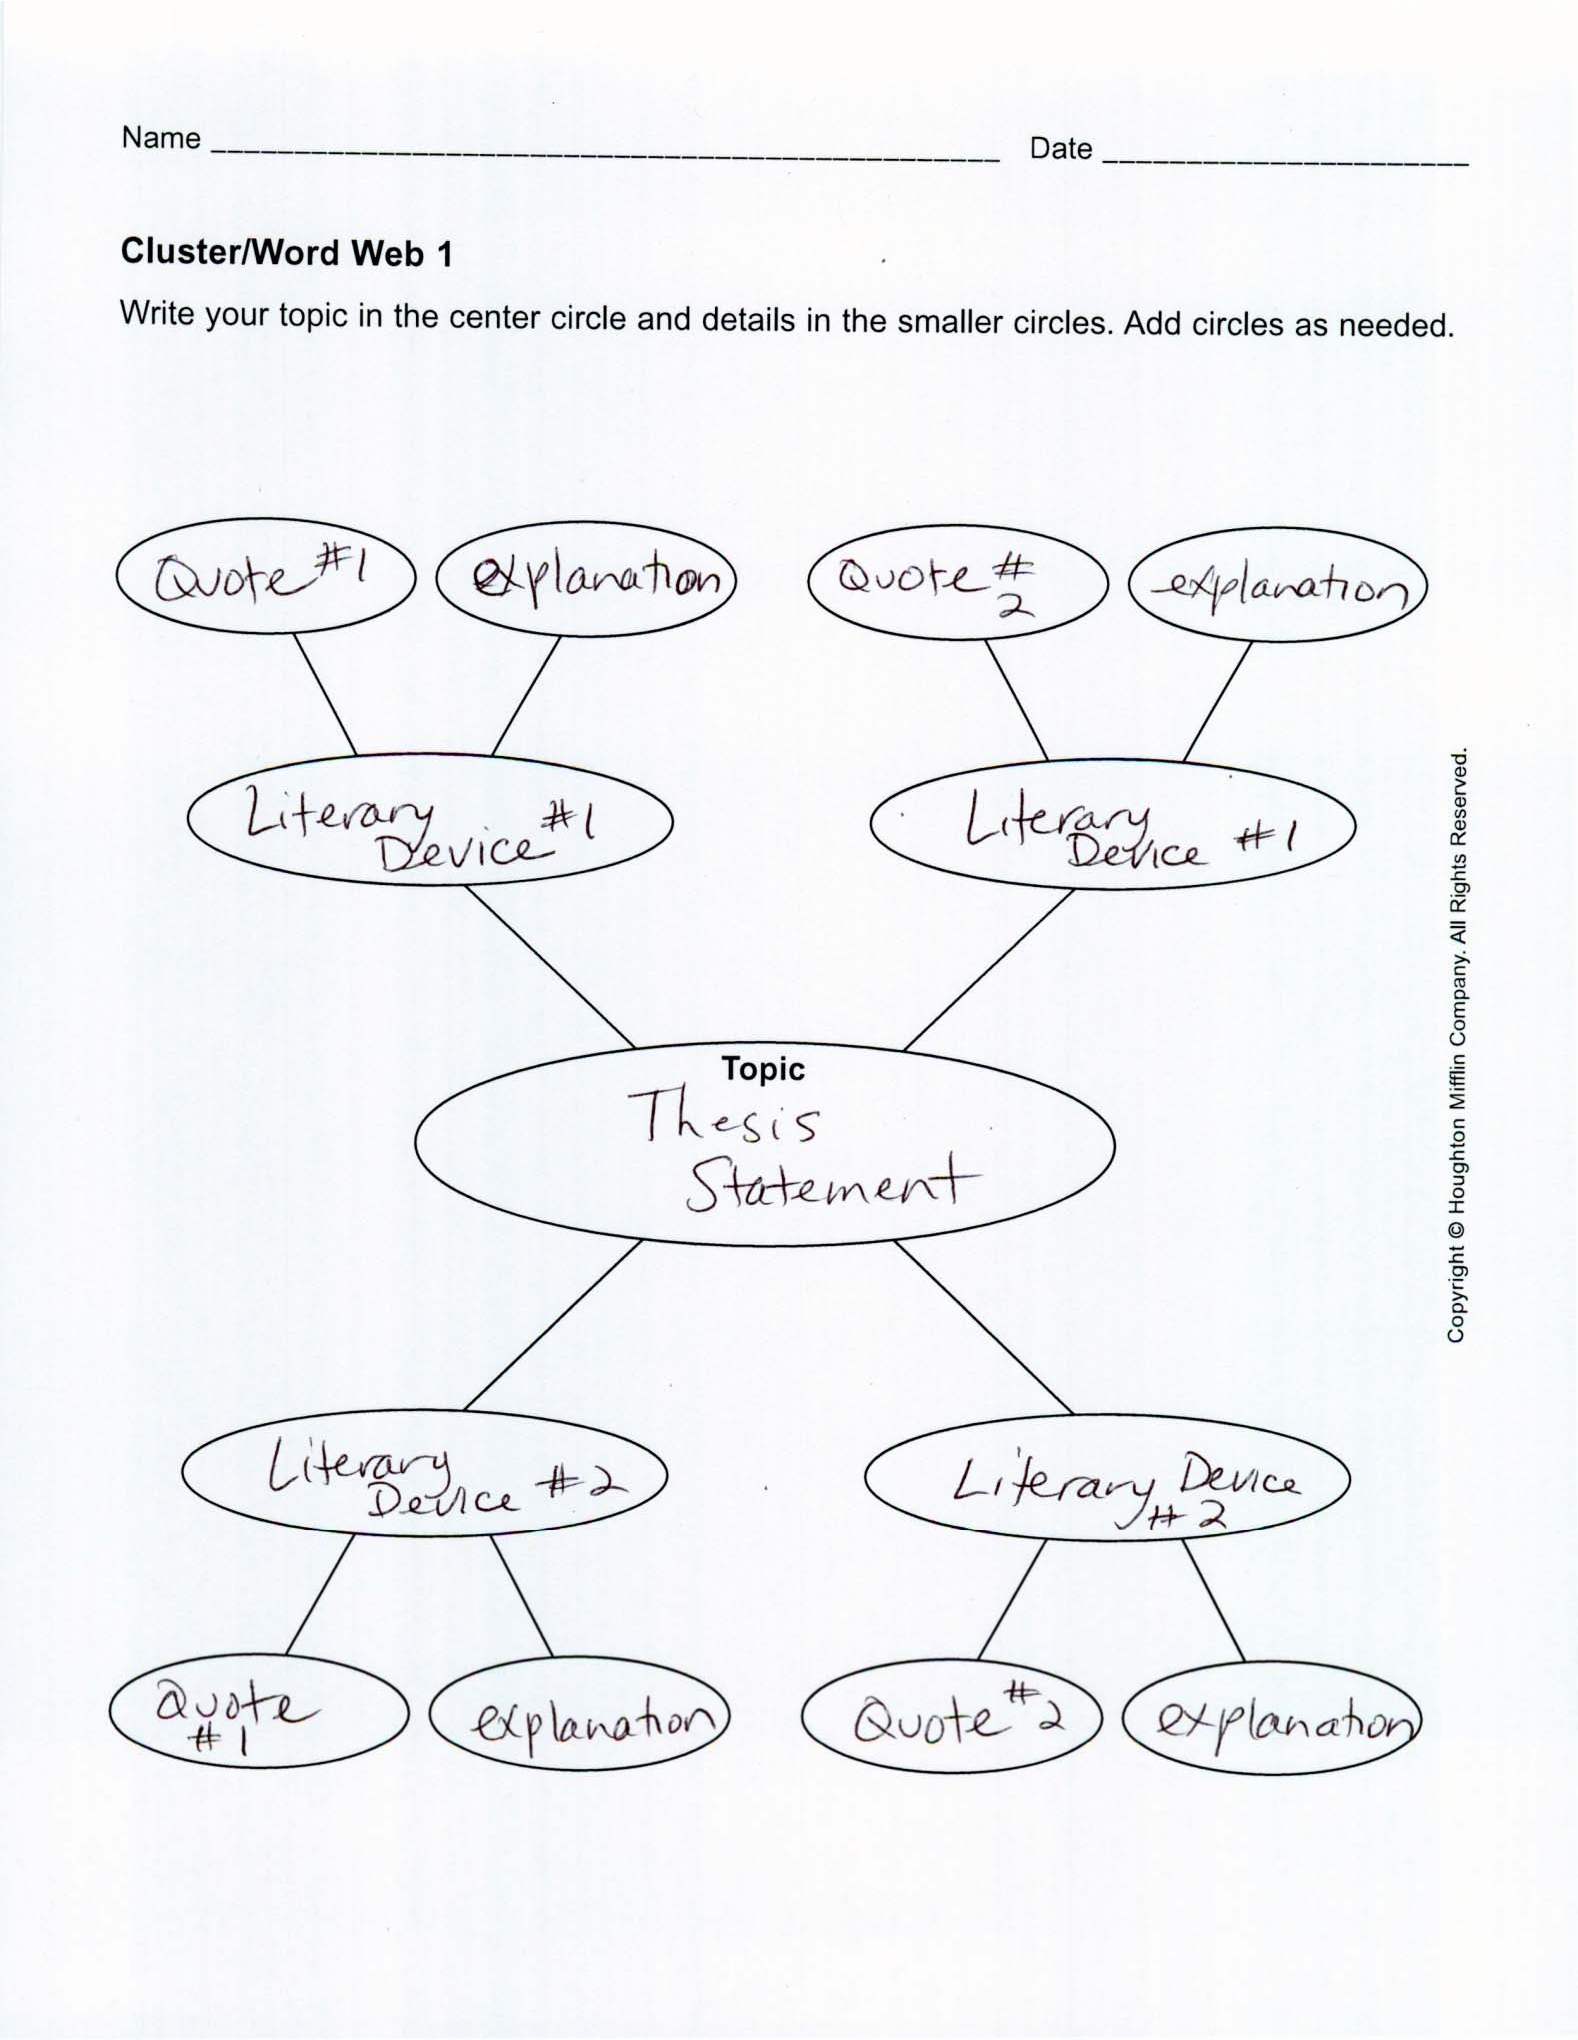 Name
Date
Cluster/Word Web 1
Write your topic in the center circle and details in the smaller circles. Add circles as needed.
Quote #1
explanation
Quote #
2
explanation
Literary
Device #1
Literary
Device #1
Topic
Thesis
Statement
Literary
Device #2
Literary Device
#2
Quote
#1
explanation
Quote #2
explanation
Copyright © Houghton Mifflin Company. All Rights Reserved.